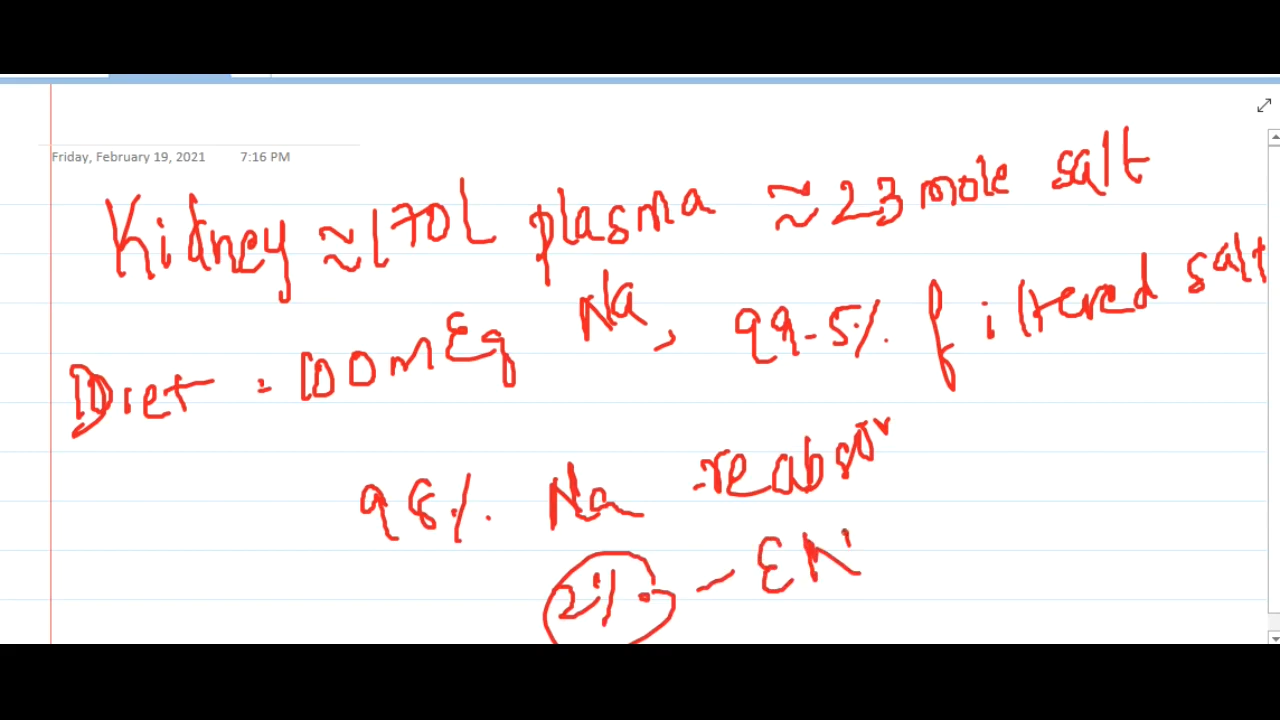 Friday, February 19, 2021 7:16 PM
Kidney ≈ 170L plasma ≈ 23 mole salt
Diet = 100 mEq Na, 99.5% filtered salt
98% Na reabsor
2% - EN